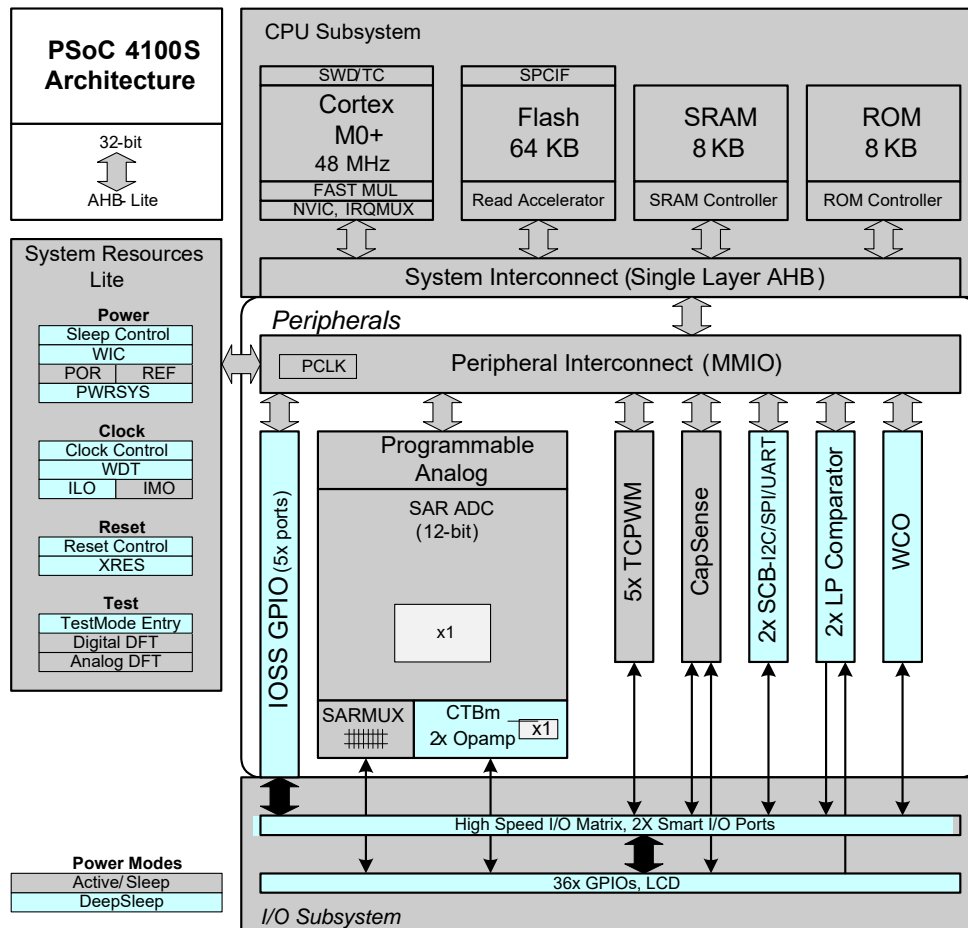 PSoC 4100S
Architecture
32-bit
AHB- Lite
CPU Subsystem
SWD/TC
Cortex
M0+
48 MHz
FAST MUL
NVIC, IRQMUX
SPCIF
Flash
64 KB
Read Accelerator
SRAM
8 KB
SRAM Controller
ROM
8 KB
ROM Controller
System Interconnect (Single Layer AHB)
System Resources
Lite
Power
Sleep Control
WIC
POR REF
PWRSYS
Clock
Clock Control
WDT
ILO IMO
Reset
Reset Control
XRES
Test
TestMode Entry
Digital DFT
Analog DFT
Peripherals
PCLK
Peripheral Interconnect (MMIO)
IOSS GPIO (5x ports)
Programmable
Analog
SAR ADC
(12-bit)
x1
SARMUX
CTBm
2x Opamp
x1
5x TCPWM
CapSense
2x SCB-I2C/SPI/UART
2x LP Comparator
WCO
High Speed I/O Matrix, 2X Smart I/O Ports
36x GPIOs, LCD
I/O Subsystem
Power Modes
Active/Sleep
DeepSleep